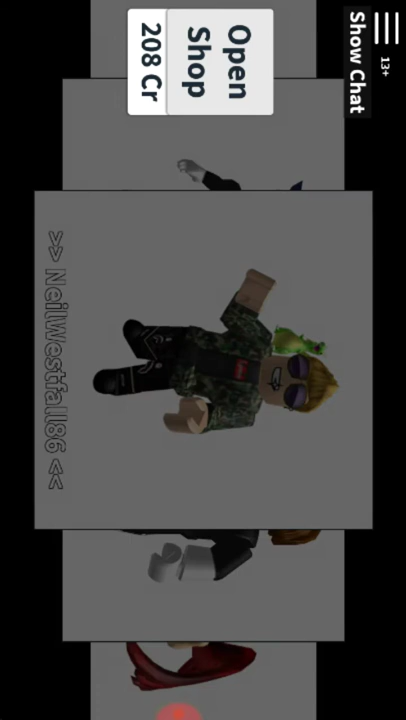 13+
Show Chat
Open
Shop
208 Cr
>> NeilWestfall86 <<